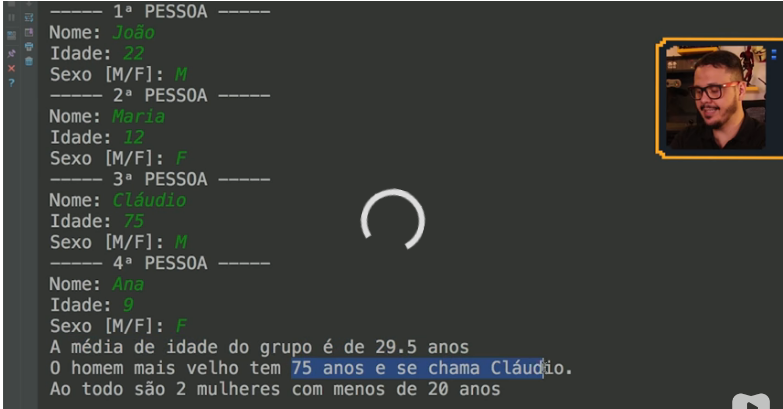 ----- 1ª PESSOA -----
Nome: João
Idade: 22
Sexo [M/F]: M
----- 2ª PESSOA -----
Nome: Maria
Idade: 12
Sexo [M/F]: F
----- 3ª PESSOA -----
Nome: Cláudio
Idade: 75
Sexo [M/F]: M
----- 4ª PESSOA -----
Nome: Ana
Idade: 9
Sexo [M/F]: F
A média de idade do grupo é de 29.5 anos
O homem mais velho tem 75 anos e se chama Cláudio.
Ao todo são 2 mulheres com menos de 20 anos